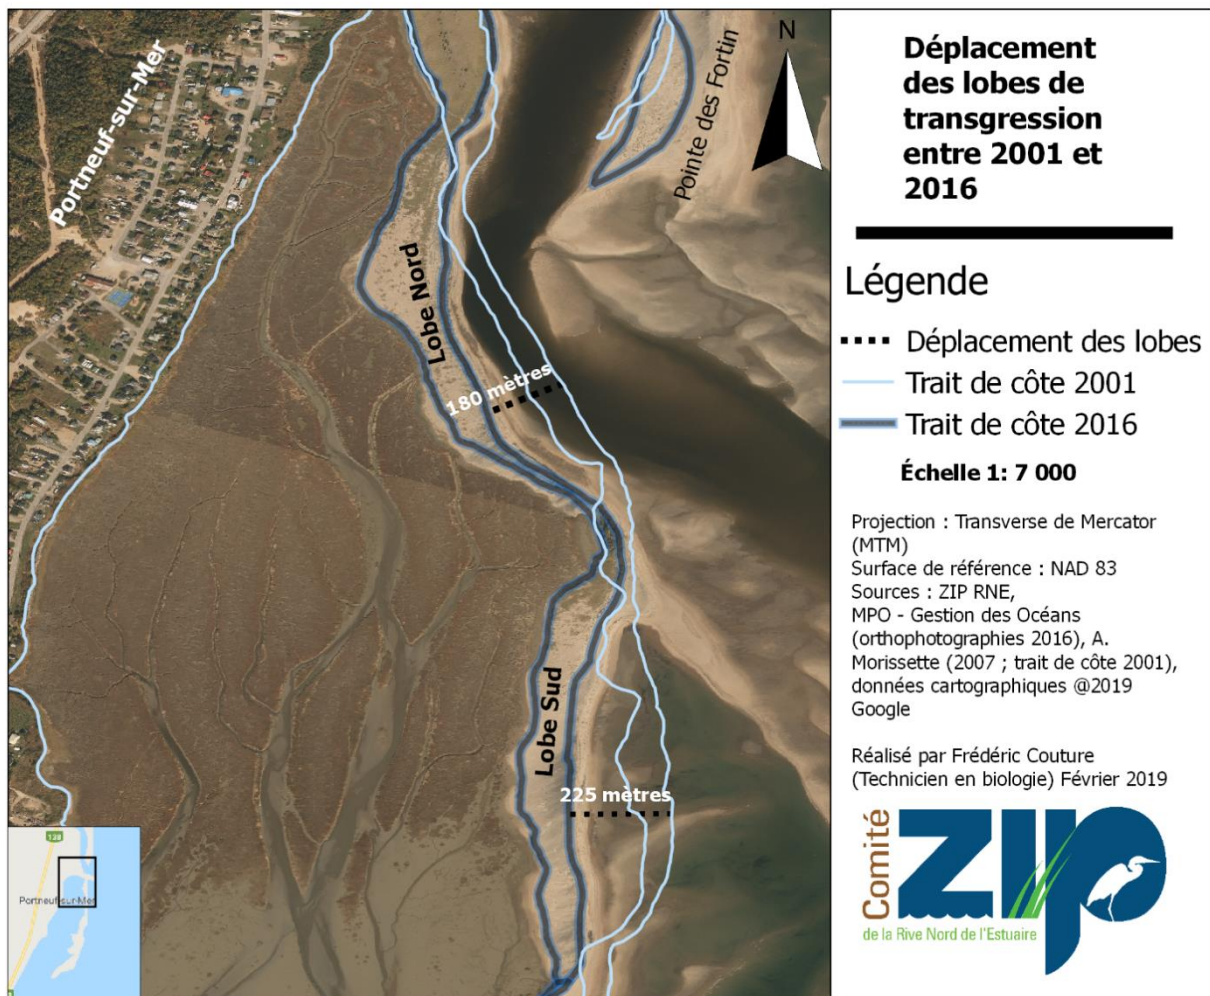 Déplacement
des lobes de
transgression
entre 2001 et
2016
Légende
Déplacement des lobes
Trait de côte 2001
Trait de côte 2016
Échelle 1: 7 000
Projection : Transverse de Mercator
(MTM)
Surface de référence : NAD 83
Sources : ZIP RNE,
MPO - Gestion des Océans
(orthophotographies 2016), A.
Morissette (2007 ; trait de côte 2001),
données cartographiques @2019
Google
Réalisé par Frédéric Couture
(Technicien en biologie) Février 2019
Comité
ZIP
de la Rive Nord de l'Estuaire
N
Portneuf-sur-Mer
Pointe des Fortin
Lobe Nord
180 mètres
Lobe Sud
225 mètres
138
Portneuf-sur-Mer